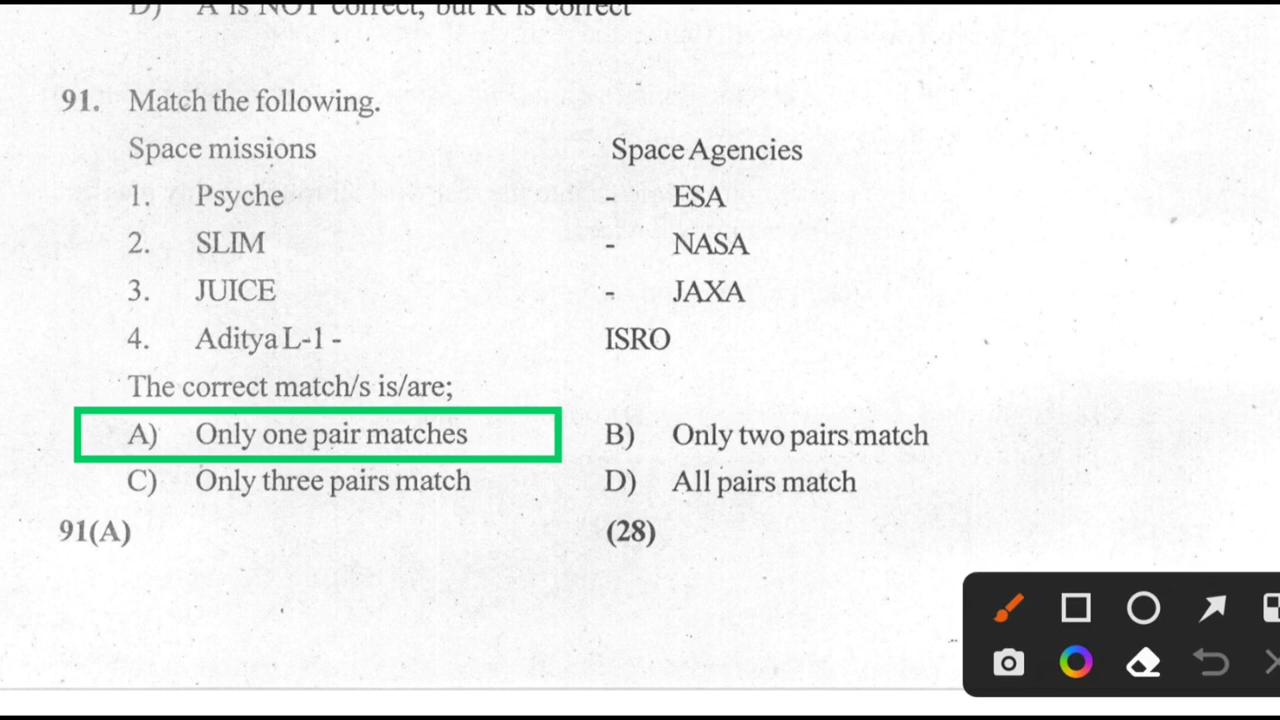 D) A is NOT correct, but R is correct
91. Match the following.
Space missions Space Agencies
1. Psyche - ESA
2. SLIM - NASA
3. JUICE - JAXA
4. Aditya L-1 - ISRO
The correct match/s is/are;
A) Only one pair matches B) Only two pairs match
C) Only three pairs match D) All pairs match
91(A) (28)